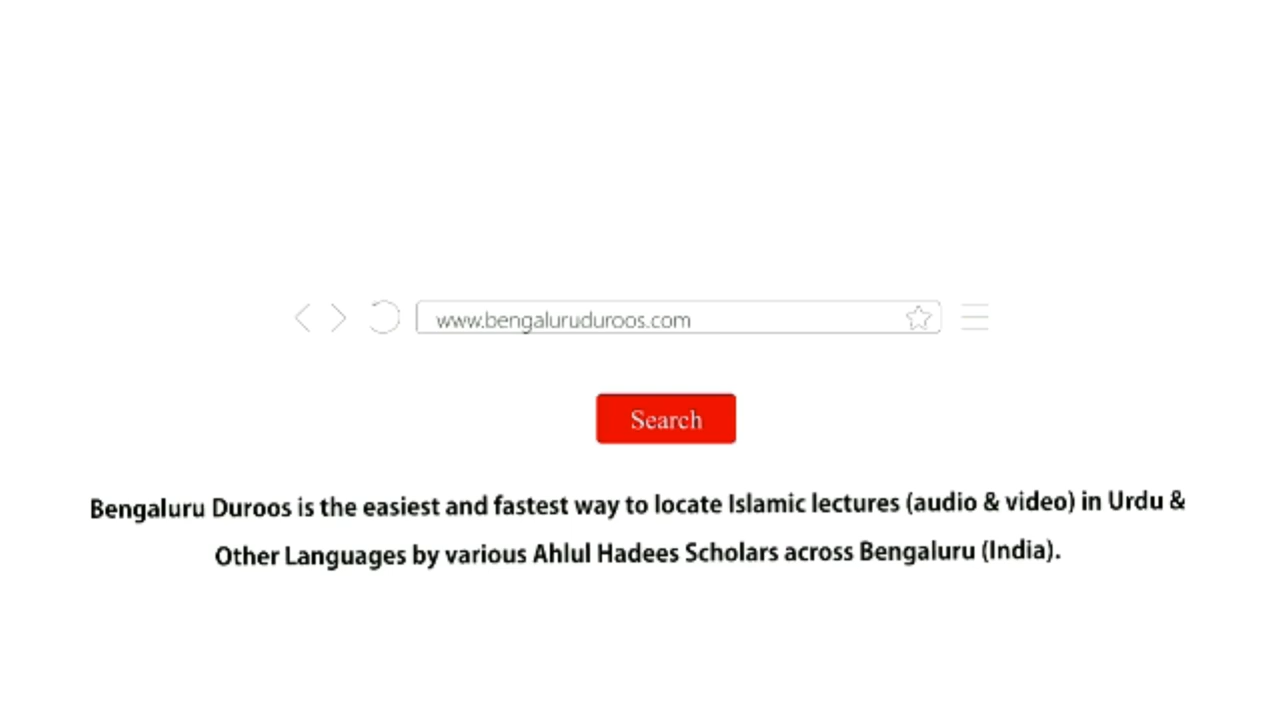 www.bengaluruduroos.com
Search
Bengaluru Duroos is the easiest and fastest way to locate Islamic lectures (audio & video) in Urdu &
Other Languages by various Ahlul Hadees Scholars across Bengaluru (India).